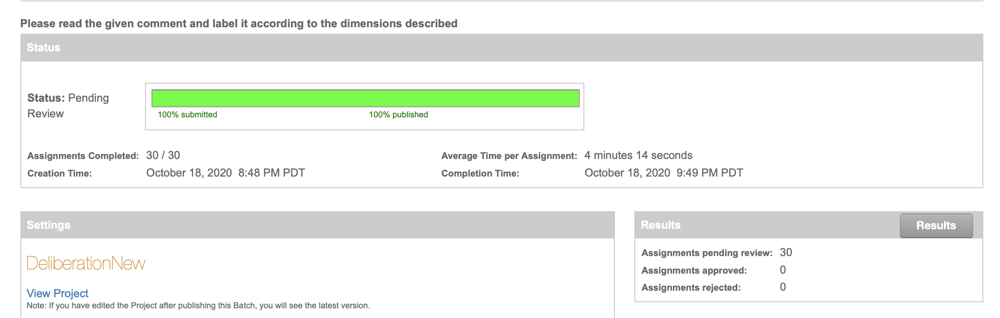 Please read the given comment and label it according to the dimensions described
Status
Status: Pending
Review
100% submitted 100% published
Assignments Completed: 30 / 30 Average Time per Assignment: 4 minutes 14 seconds
Creation Time: October 18, 2020 8:48 PM PDT Completion Time: October 18, 2020 9:49 PM PDT
Settings
DeliberationNew
View Project
Note: If you have edited the Project after publishing this Batch, you will see the latest version.
Results Results
Assignments pending review: 30
Assignments approved: 0
Assignments rejected: 0